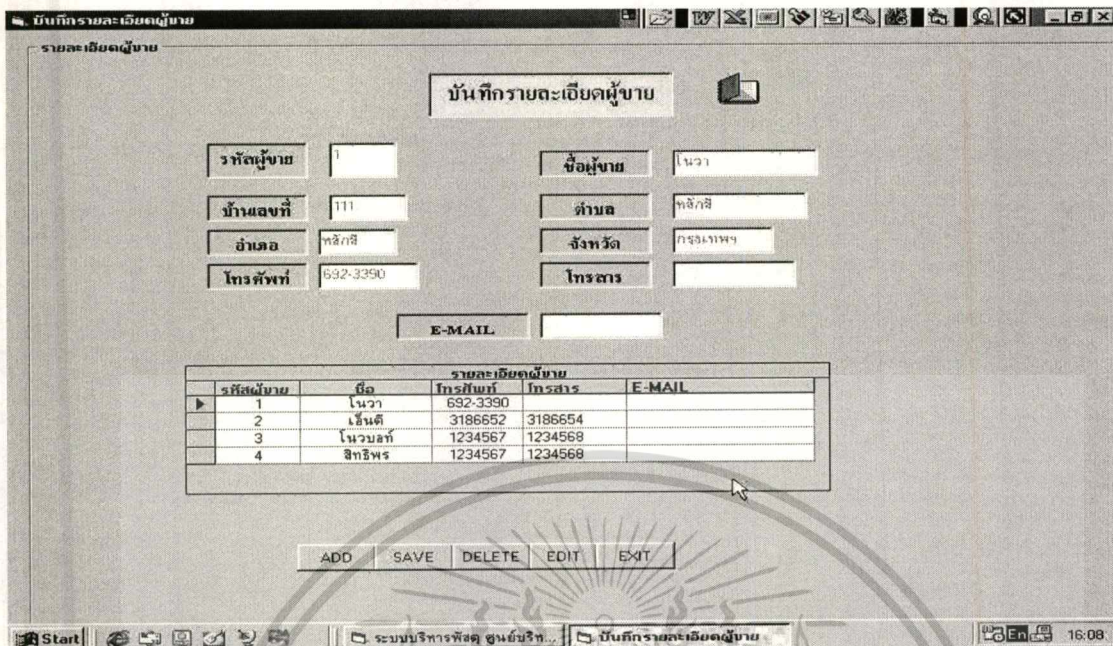 บันทึกรายละเอียดผู้ขาย
รายละเอียดผู้ขาย
บันทึกรายละเอียดผู้ขาย
รหัสผู้ขาย 1 ชื่อผู้ขาย โนวา
บ้านเลขที่ 111 ตำบล หลักสี่
อำเภอ หลักสี่ จังหวัด กรุงเทพฯ
โทรศัพท์ 692-3390 โทรสาร
E-MAIL
รายละเอียดผู้ขาย
รหัสผู้ขาย ชื่อ โทรศัพท์ โทรสาร E-MAIL
1 โนวา 692-3390
2 เอ็นดี 3186652 3186654
3 โนวบอท์ 1234567 1234568
4 สิทธิพร 1234567 1234568
ADD SAVE DELETE EDIT EXIT
Start ระบบบริหารพัสดุ ศูนย์บริห... บันทึกรายละเอียดผู้ขาย En 16:08